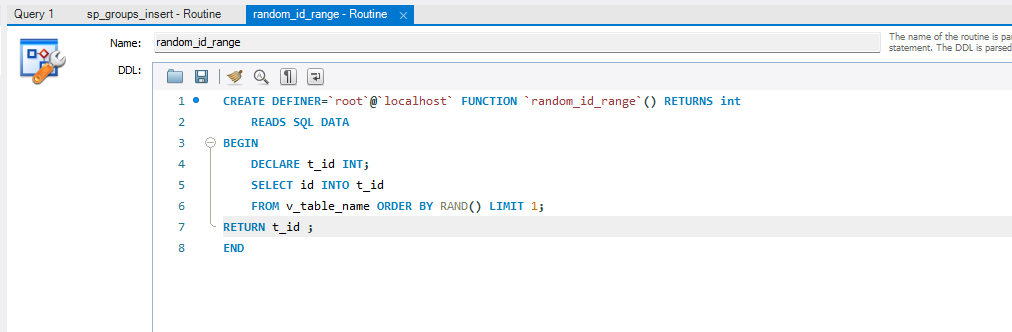 Query 1 sp_groups_insert - Routine random_id_range - Routine ×
Name: random_id_range The name of the routine is pa
statement. The DDL is parsed
DDL:
1 CREATE DEFINER=`root`@`localhost` FUNCTION `random_id_range`() RETURNS int
2 READS SQL DATA
3 BEGIN
4 DECLARE t_id INT;
5 SELECT id INTO t_id
6 FROM v_table_name ORDER BY RAND() LIMIT 1;
7 RETURN t_id ;
8 END